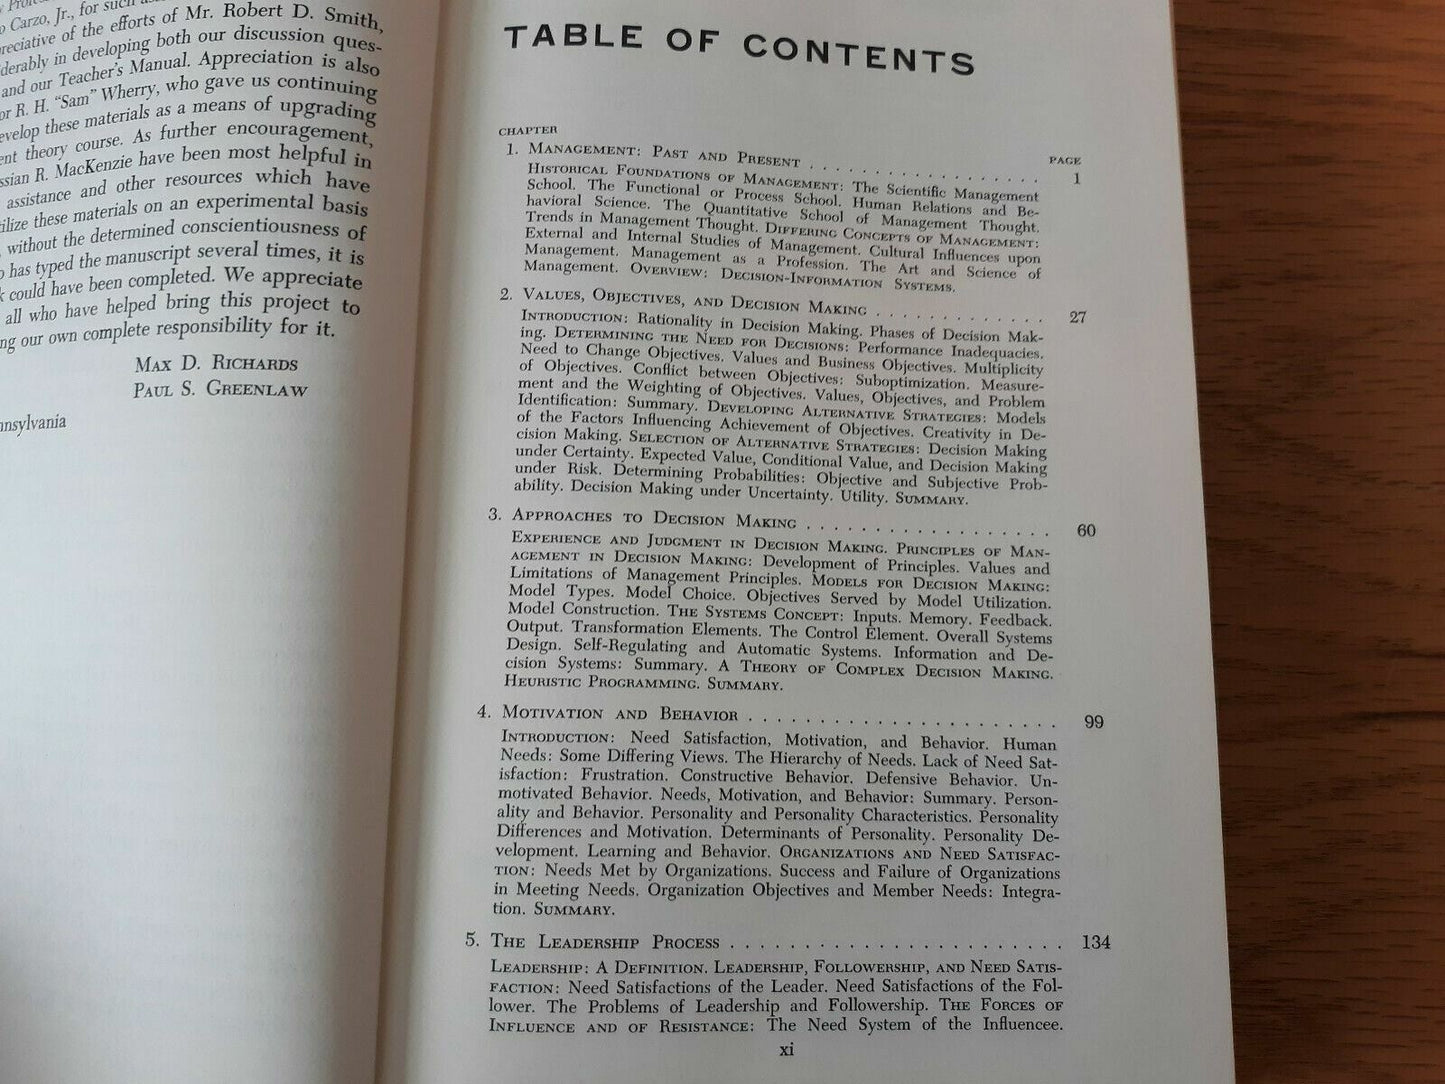 o Carzo, Jr., for such
reciative of the efforts of Mr. Robert D. Smith,
iderably in developing both our discussion ques-
and our Teacher's Manual. Appreciation is also
or R. H. "Sam" Wherry, who gave us continuing
evelop these materials as a means of upgrading
ent theory course. As further encouragement,
ssian R. MacKenzie have been most helpful in
assistance and other resources which have
tilize these materials on an experimental basis
without the determined conscientiousness of
o has typed the manuscript several times, it is
k could have been completed. We appreciate
all who have helped bring this project to
ng our own complete responsibility for it.
Max D. Richards
Paul S. Greenlaw
nnsylvania
TABLE OF CONTENTS
CHAPTER
PAGE
1. Management: Past and Present . . . . . . . . . . . . . . . . . 1
Historical Foundations of Management: The Scientific Management
School. The Functional or Process School. Human Relations and Be-
havioral Science. The Quantitative School of Management Thought.
Trends in Management Thought. Differing Concepts of Management:
External and Internal Studies of Management. Cultural Influences upon
Management. Management as a Profession. The Art and Science of
Management. Overview: Decision-Information Systems.
2. Values, Objectives, and Decision Making . . . . . . . . . . . . . 27
Introduction: Rationality in Decision Making. Phases of Decision Mak-
ing. Determining the Need for Decisions: Performance Inadequacies.
Need to Change Objectives. Values and Business Objectives. Multiplicity
of Objectives. Conflict between Objectives: Suboptimization. Measure-
ment and the Weighting of Objectives. Values, Objectives, and Problem
Identification: Summary. Developing Alternative Strategies: Models
of the Factors Influencing Achievement of Objectives. Creativity in De-
cision Making. Selection of Alternative Strategies: Decision Making
under Certainty. Expected Value, Conditional Value, and Decision Making
under Risk. Determining Probabilities: Objective and Subjective Prob-
ability. Decision Making under Uncertainty. Utility. Summary.
3. Approaches to Decision Making . . . . . . . . . . . . . . . . . . 60
Experience and Judgment in Decision Making. Principles of Man-
agement in Decision Making: Development of Principles. Values and
Limitations of Management Principles. Models for Decision Making:
Model Types. Model Choice. Objectives Served by Model Utilization.
Model Construction. The Systems Concept: Inputs. Memory. Feedback.
Output. Transformation Elements. The Control Element. Overall Systems
Design. Self-Regulating and Automatic Systems. Information and De-
cision Systems: Summary. A Theory of Complex Decision Making.
Heuristic Programming. Summary.
4. Motivation and Behavior . . . . . . . . . . . . . . . . . . . . . . 99
Introduction: Need Satisfaction, Motivation, and Behavior. Human
Needs: Some Differing Views. The Hierarchy of Needs. Lack of Need Sat-
isfaction: Frustration. Constructive Behavior. Defensive Behavior. Un-
motivated Behavior. Needs, Motivation, and Behavior: Summary. Person-
ality and Behavior. Personality and Personality Characteristics. Personality
Differences and Motivation. Determinants of Personality. Personality De-
velopment. Learning and Behavior. Organizations and Need Satisfac-
tion: Needs Met by Organizations. Success and Failure of Organizations
in Meeting Needs. Organization Objectives and Member Needs: Integra-
tion. Summary.
5. The Leadership Process . . . . . . . . . . . . . . . . . . . . . . . 134
Leadership: A Definition. Leadership, Followership, and Need Satis-
faction: Need Satisfactions of the Leader. Need Satisfactions of the Fol-
lower. The Problems of Leadership and Followership. The Forces of
Influence and of Resistance: The Need System of the Influencee.
xi